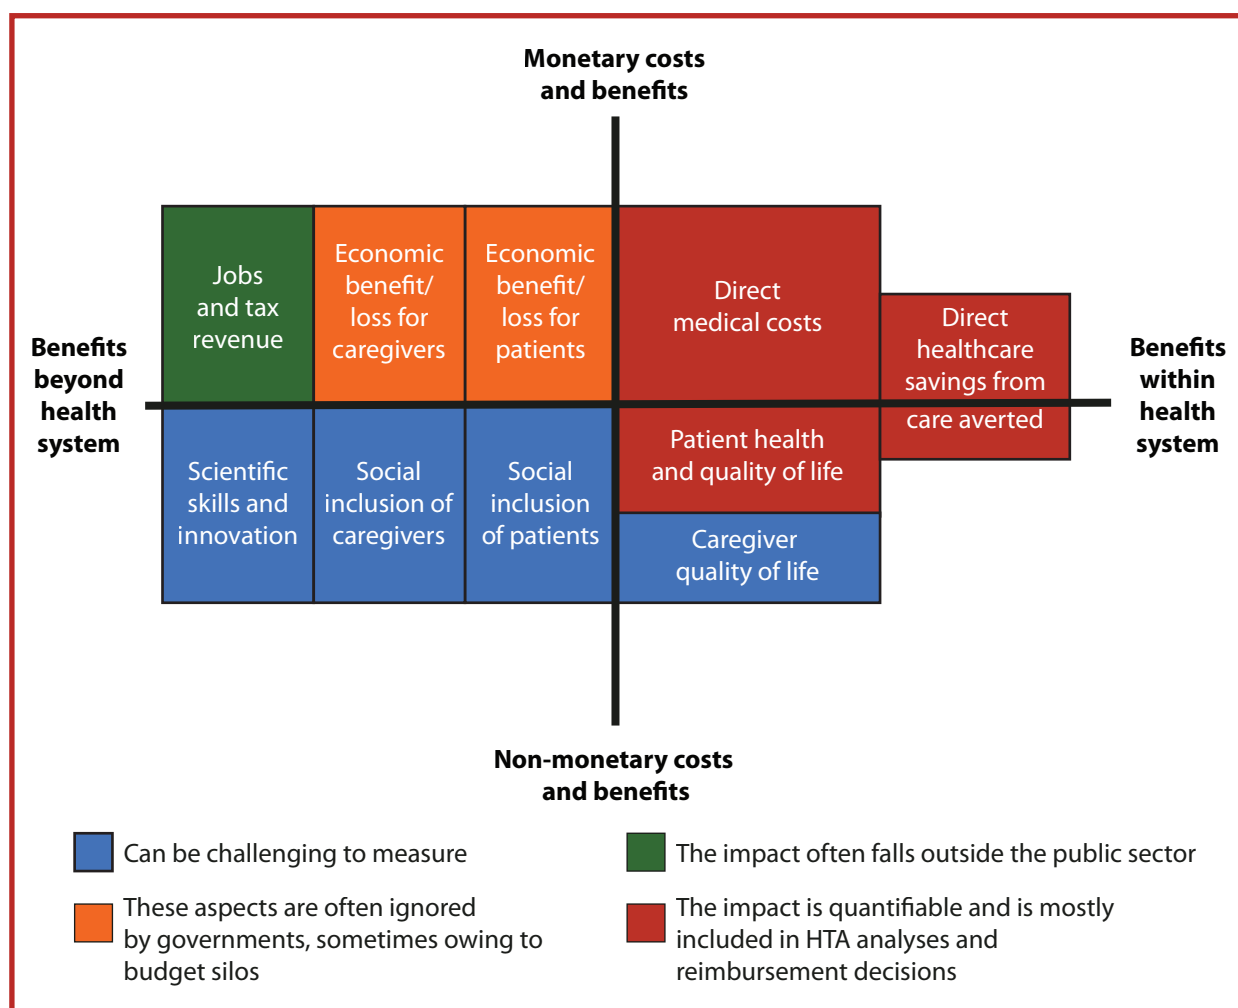 Monetary costs
and benefits
Benefits
beyond
health
system
Jobs
and tax
revenue
Economic
benefit/
loss for
caregivers
Economic
benefit/
loss for
patients
Direct
medical costs
Direct
healthcare
savings from
care averted
Benefits
within
health
system
Scientific
skills and
innovation
Social
inclusion of
caregivers
Social
inclusion
of patients
Patient health
and quality of life
Caregiver
quality of life
Non-monetary costs
and benefits
Can be challenging to measure
The impact often falls outside the public sector
These aspects are often ignored
by governments, sometimes owing to
budget silos
The impact is quantifiable and is mostly
included in HTA analyses and
reimbursement decisions